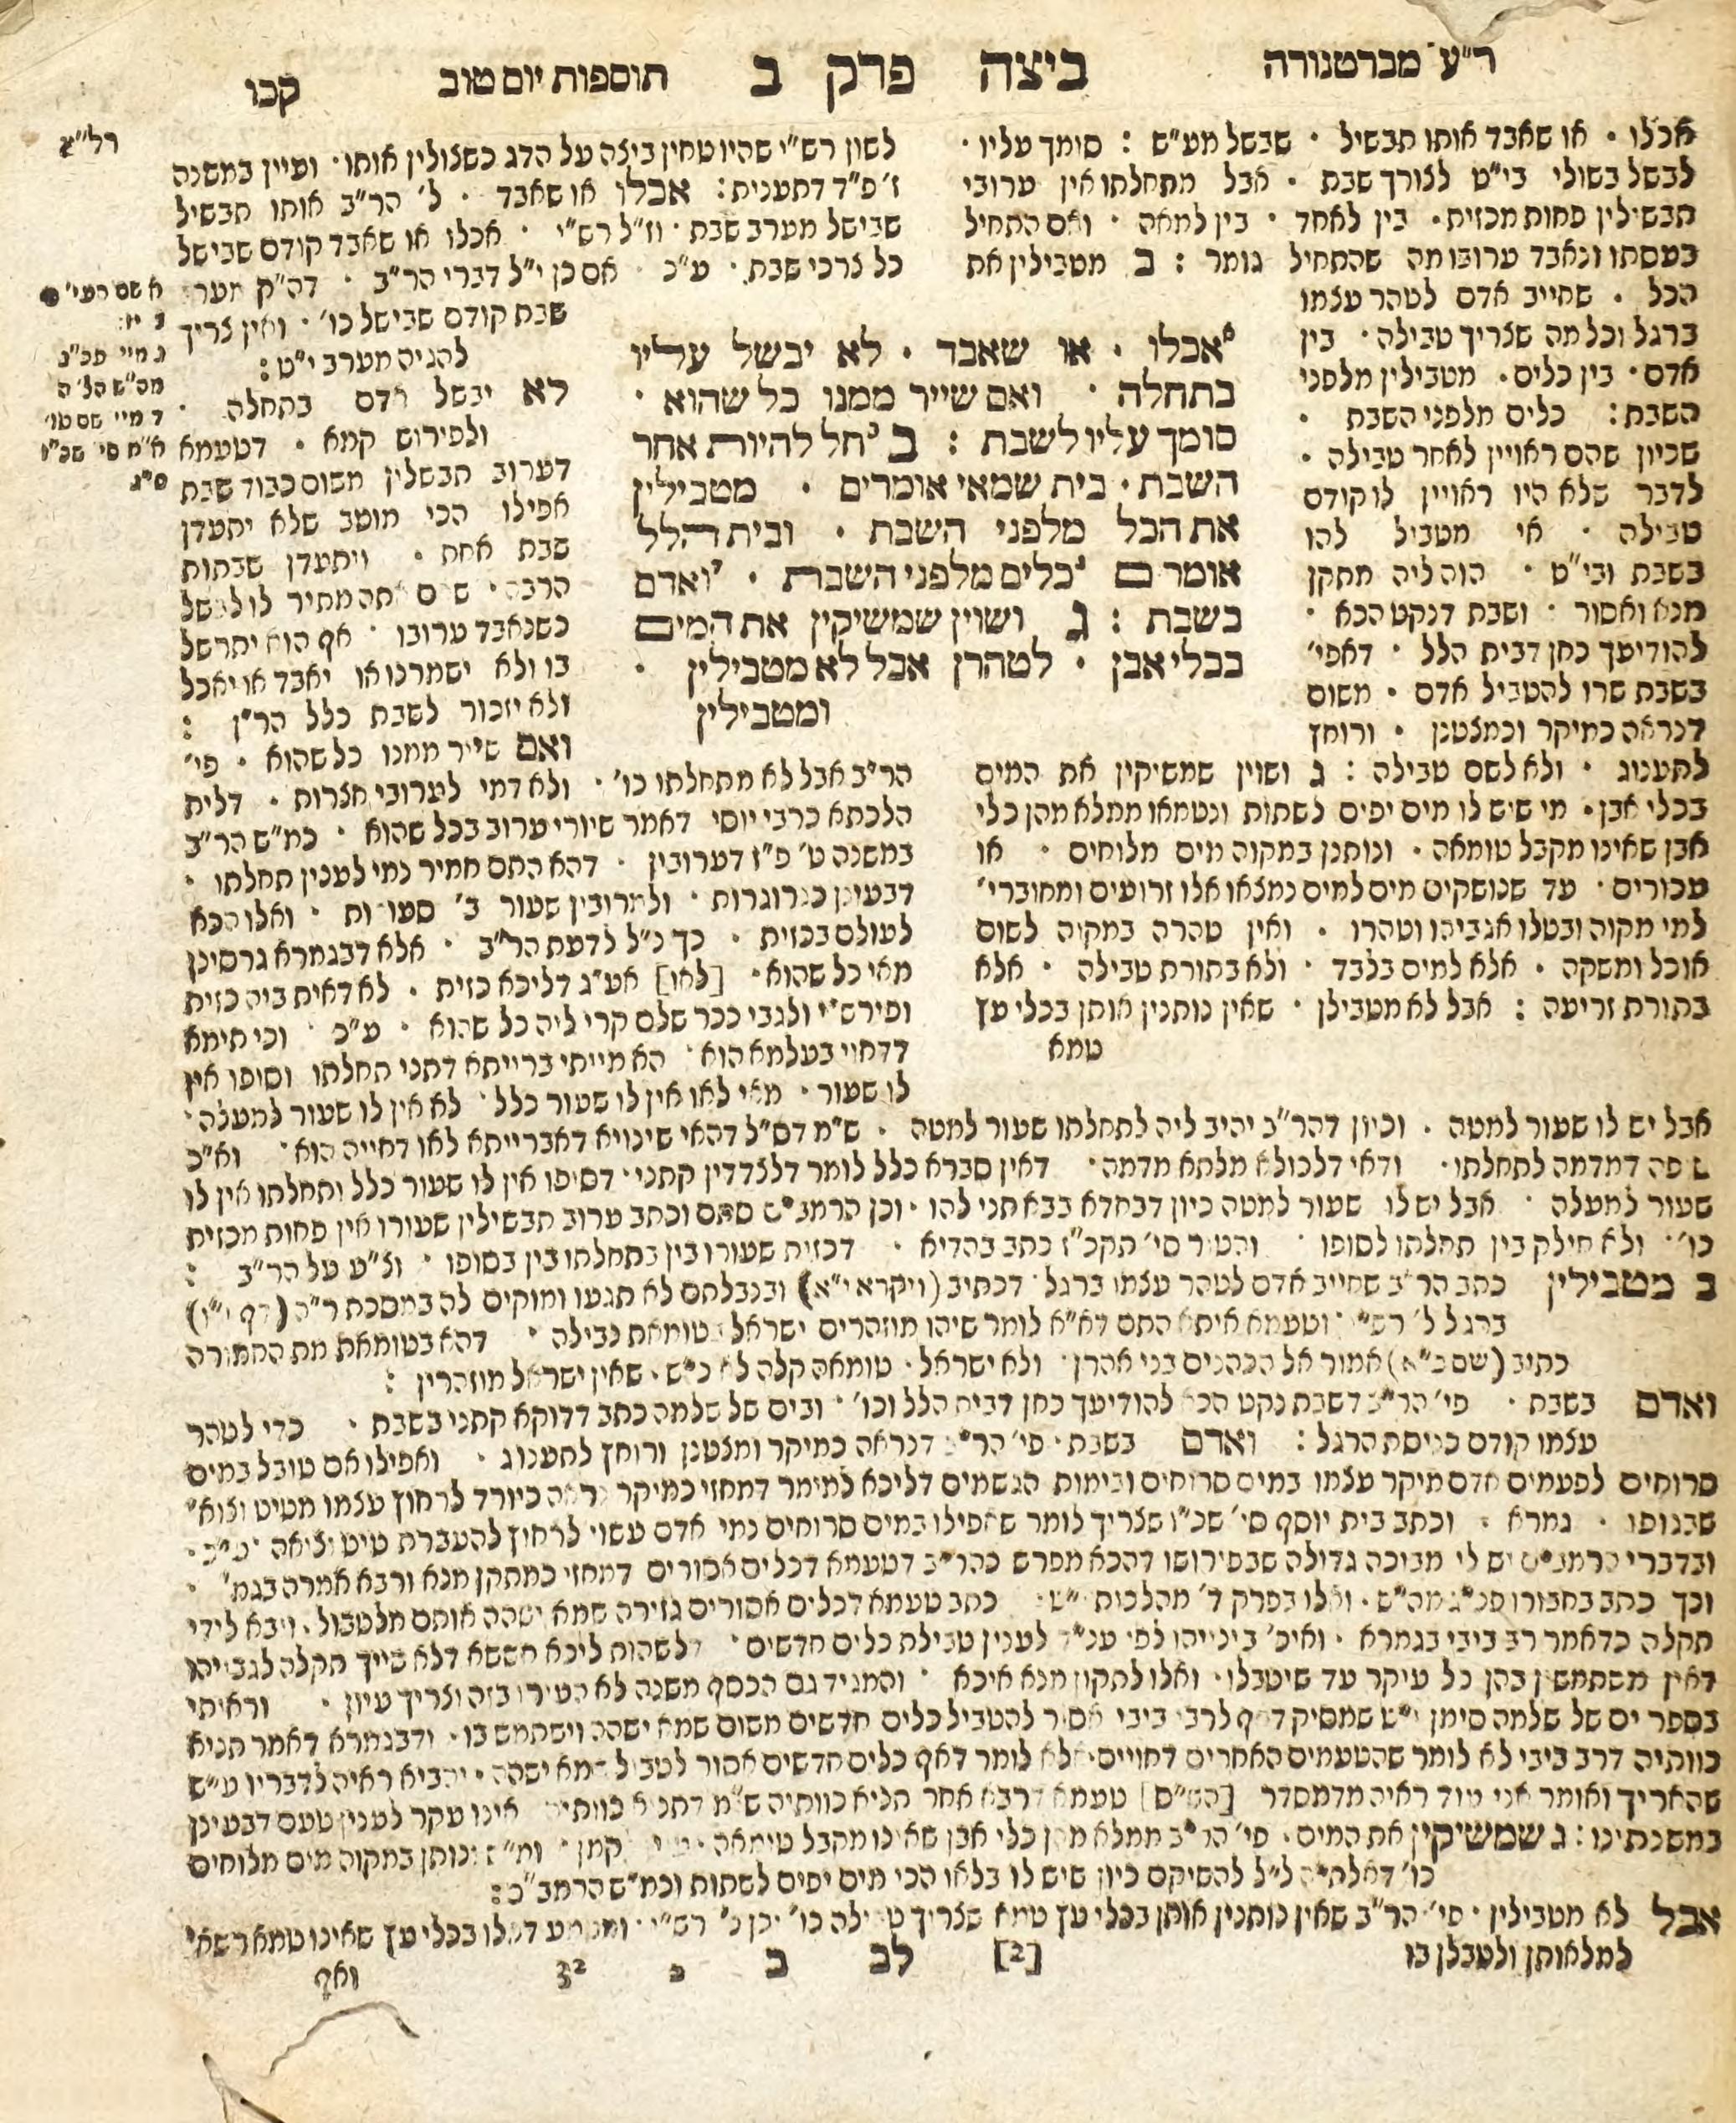 ר"ע מברטנורה
ביצה פרק ב
תוספות יום טוב
קכו
אכלו · או שאבד אותו תבשיל · שבשל מע"ש : סומך עליו ·
לבשל בשולי בי"ט לצורך שבת · אבל מתחלתו אין ערובי
תבשילין פחות מכזית · בין לאחד · בין למאה · ואם התחיל
בעסתו ונאבד ערובו מה שהתחיל גומר : ב מטבילין את
הכל · שחייב אדם לטהר עצמו
ברגל וכל מה שצריך טבילה · בין
אדם · בין כלים · מטבילין מלפני
השבת : כלים מלפני השבת ·
שכיון שהם ראויין לאחר טבילה ·
לדבר שלא היו ראויין לו קודם
טבילה · אי מטביל להו
בשבת ובי"ט · הוה ליה מתקן
מנא ואסור · ושבת דנקט הכא ·
להודיעך כחן דבית הלל · דאפי'
בשבת שרו להטביל אדם · משום
דנראה כמיקר וכמצטנן · ורוחץ
לתענוג · ולא לשם טבילה : ג ושוין שמשיקין את המים
בכלי אבן · מי שיש לו מים יפים לשתות ונטמאו ממלא מהן כלי
אבן שאינו מקבל טומאה · ונותנן במקוה מים מלוחים · או
עכורים · עד שנושקים מים למים נמצאו אלו זרועים ומחוברי'
למי מקוה ובטלו אגביהו וטהרו · ואין טהרה במקוה לשום
אוכל ומשקה · אלא למים בלבד · ולא בתורת טבילה · אלא
בתורת זריעה : אבל לא מטבילין · שאין נותנין אותן בכלי עץ
טמא
אכלו · או שאבד · לא יבשל עליו
בתחלה · ואם שייר ממנו כל שהוא ·
סומך עליו לשבת : ב חל להיות אחר
השבת · בית שמאי אומרים · מטבילין
את הכל מלפני השבת · ובית הלל
אומרים כלים מלפני השבת · ואדם
בשבת : ג ושוין שמשיקין את המים
בכלי אבן · לטהרן אבל לא מטבילין ·
ומטבילין
לשון רש"י שהיו טחין ביצה על הדג כשצולין אותו · ועיין במשנה
ז' פ"ד דתענית : אכלו או שאבד · ל' הר"ב אותו תבשיל
שבישל מערב שבת · וז"ל רש"י · אכלו או שאבד קודם שבישל
כל צרכי שבת · ע"כ · אם כן י"ל דברי הר"ב · דה"ק מערב
שבת קודם שבישל כו' · ואין צריך
להגיה מערב י"ט :
לא יבשל אדם בתחלה ·
ולפירוש קמא · דטעמא
דערוב תבשילין משום כבוד שבת
אפילו הכי מוטב שלא יתעדן
שבת אחת · ויתעדן שבתות
הרבה · אתה מתיר לו לבשל
כשנאבד ערובו · אף הוא יתרשל
בו ולא ישמרנו או יאבד או יאכל
ולא יזכור לשבת כלל הר"ן :
ואם שייר ממנו כל שהוא · פי'
הר"ב אבל לא מתחלתו כו' · ולא דמי לערובי חצרות · דלית
הלכתא כרבי יוסי דאמר שיורי ערוב בכל שהוא · כמ"ש הר"ב
במשנה ט' פ"ז דערובין · דהא התם חמיר נמי לענין תחלתו ·
דבעינן כגרוגרות · ולערובין שעור ב' סעודות · ואלו הכא
לעולם בכזית · כך נ"ל לדעת הר"ב · אלא דבגמרא גרסינן
מאי כל שהוא · [לאו] אע"ג דליכא כזית · לא דאית ביה כזית
ופירש"י ולגבי ככר שלם קרי ליה כל שהוא · ע"כ · וכי תימא
דדחוי בעלמא הוא · הא מייתי ברייתא דתני תחלתו וסופו אין
לו שעור · מאי לאו אין לו שעור כלל · לא אין לו שעור למעלה ·
אבל יש לו שעור למטה · וכיון דהר"ב יהיב ליה לתחלתו שעור למטה · ש"מ דס"ל דהאי שינויא דאברייתא לאו דחייה הוא · וא"כ
דמדמה לתחלתו · ודאי דלכולא מלתא מדמה · דאין סברא כלל לומר דלצדדין קתני · דסיפו אין לו שעור כלל ותחלתו אין לו
שעור למעלה · אבל יש לו שעור למטה כיון דבחדא בבא תני להו · וכן הרמב"ם סתם וכתב ערוב תבשילין שעורו אין פחות מכזית
כו' · ולא חילק בין תחלתו לסופו · והטור סי' תקכ"ז כתב בהדיא · דכזית שעורו בין בתחלתו בין בסופו · וצ"ע על הר"ב :
ב מטבילין כתב הר"ב שחייב אדם לטהר עצמו ברגל · דכתיב (ויקרא י"א) ובנבלתם לא תגעו ומוקים לה במסכת ר"ה (דף י"ו)
ברגל ל' רש"י · וטעמא איתא התם דא"א לומר שיהו מוזהרים ישראל בטומאת נבילה · דהא בטומאת מת החמורה
כתיב (שם כ"א) אמור אל הכהנים בני אהרן · ולא ישראל · טומאה קלה לא כ"ש · שאין ישראל מוזהרין :
ואדם בשבת · פי' הר"ב דשבת נקט הכא להודיעך כחן דבית הלל וכו' · ובים של שלמה כתב דדוקא קתני בשבת · כדי לטהר
עצמו קודם כניסת הרגל : ואדם בשבת · פי' הר"ב דנראה כמיקר ומצטנן ורוחץ לתענוג · ואפילו אם טובל במים
סרוחים לפעמים אדם מיקר עצמו במים סרוחים ובימות הגשמים דליכא למימר דמחזי כמיקר נראה כיורד לרחוץ עצמו מטיט וצוא'
שבגופו · גמרא · וכתב בית יוסף סי' שכ"ו שצריך לומר שאפילו במים סרוחים נמי אדם עשוי לרחוץ להעברת טיט וצואה ע"כ ·
ובדברי הרמב"ם יש לי מבוכה גדולה שבפירושו דהכא מפרש כהר"ב דטעמא דכלים אסורים דמחזי כמתקן מנא ורבא אמרה בגמ' ·
וכך כתב בחבורו פכ"ג מה"ש · ואלו בפרק ד' מהלכות י"ט · כתב טעמא דכלים אסורים גזירה שמא ישהה אותם מלטבול · ויבא לידי
תקלה כדאמר רב ביבי בגמרא · ואיכ' בינייהו לפי ענ"ד לענין טבילת כלים חדשים · דלשהות ליכא חששא דלא שייך תקלה לגבייהו
דאין משתמשין בהן כל עיקר עד שיטבלו · ואלו לתקון מנא איכא · והמגיד גם הכסף משנה לא העירו בזה וצריך עיון · וראיתי
בספר ים של שלמה סימן י"ט שמסיק דאף לרבי ביבי אסור להטביל כלים חדשים משום שמא ישהה וישתמש בו · ודבגמרא דאמר תניא
כוותיה דרב ביבי לא לומר שהטעמים האחרים דחויים · אלא לומר דאף כלים חדשים אסור לטביל שמא ישהה · והביא ראיה לדבריו ע"ש
שהאריך ואומר אני עוד ראיה מדמסדר [הש"ס] טעמא דרבא אחר תניא כוותיה ש"מ דתניא כוותיה אינו עקר לענין טעם דבעינן
במשנתינו : ג שמשיקין את המים · פי' הר"ב ממלא מהן כלי אבן שאינו מקבל טומאה · קמן · ומ"ש ונותן במקוה מים מלוחים
כו' דאלת"ה ל"ל להשיקם כיון שיש לו בלאו הכי מים יפים לשתות וכמ"ש הרמב"ם :
אבל לא מטבילין · פי' הר"ב שאין נותנין אותן בכלי עץ טמא שצריך טבילה כו' וכן כ' רש"י · ומשמע דאלו בכלי עץ שאינו טמא רשאי
למלאותן ולטבלן בו
[2] לב ב 2 32
ואף
רל"א
א שם רעי'
ב יז:
ג מיי' פכ"ג
מה"ש הל' ה
ד מיי' שם טו'
א"ח סי' שכ"ו
ס"ג